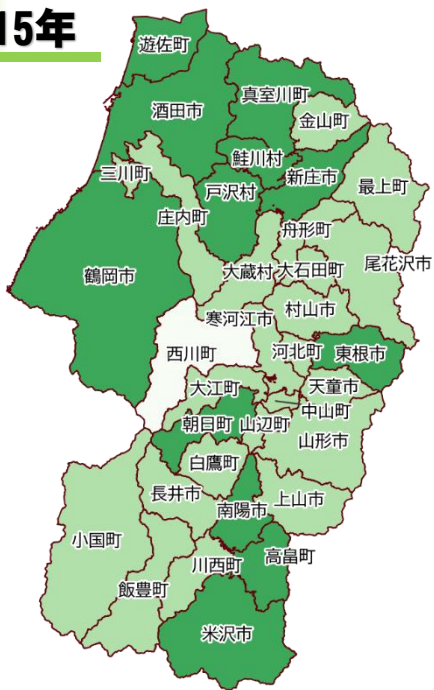 15年
遊佐町
真室川町
酒田市
金山町
鮭川村
三川町
新庄市
戸沢村
最上町
庄内町
舟形町
尾花沢市
鶴岡市
大蔵村
大石田町
村山市
寒河江市
西川町
河北町
東根市
大江町
天童市
中山町
朝日町
山辺町
山形市
白鷹町
長井市
上山市
南陽市
小国町
高畠町
川西町
飯豊町
米沢市